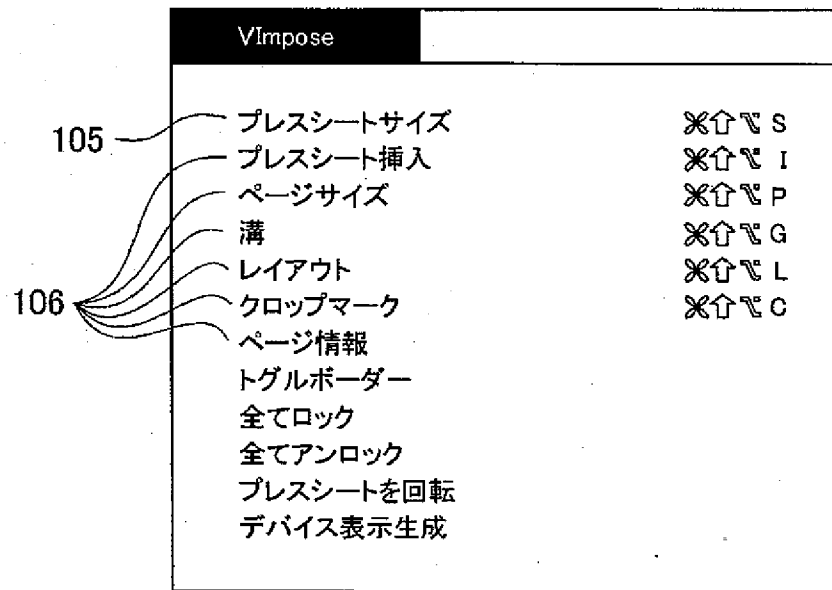 VImpose
105 プレスシートサイズ ⌘⇧⌥ S
プレスシート挿入 ⌘⇧⌥ I
ページサイズ ⌘⇧⌥ P
溝 ⌘⇧⌥ G
レイアウト ⌘⇧⌥ L
106 クロップマーク ⌘⇧⌥ C
ページ情報
トグルボーダー
全てロック
全てアンロック
プレスシートを回転
デバイス表示生成